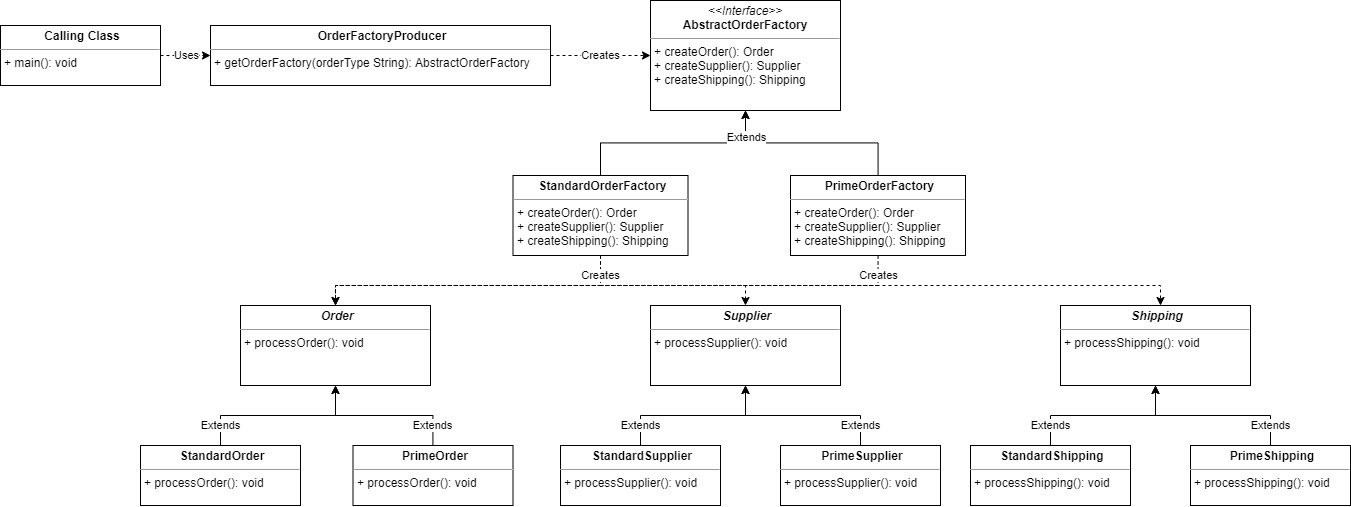 <<Interface>>
AbstractOrderFactory
+ createOrder(): Order
+ createSupplier(): Supplier
+ createShipping(): Shipping
Calling Class
+ main(): void
Uses
OrderFactoryProducer
+ getOrderFactory(orderType String): AbstractOrderFactory
Creates
Extends
StandardOrderFactory
+ createOrder(): Order
+ createSupplier(): Supplier
+ createShipping(): Shipping
PrimeOrderFactory
+ createOrder(): Order
+ createSupplier(): Supplier
+ createShipping(): Shipping
Creates
Creates
Order
+ processOrder(): void
Supplier
+ processSupplier(): void
Shipping
+ processShipping(): void
Extends
Extends
Extends
Extends
Extends
Extends
StandardOrder
+ processOrder(): void
PrimeOrder
+ processOrder(): void
StandardSupplier
+ processSupplier(): void
PrimeSupplier
+ processSupplier(): void
StandardShipping
+ processShipping(): void
PrimeShipping
+ processShipping(): void